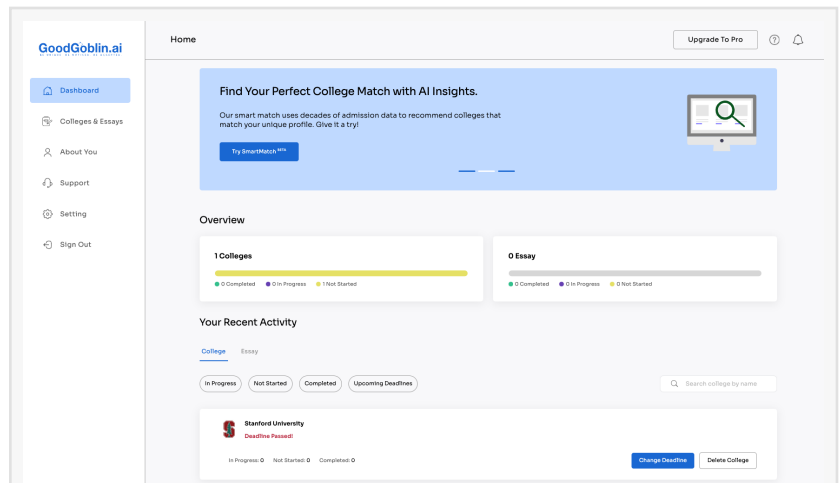 GoodGoblin.ai
Home
Upgrade To Pro
Dashboard
Colleges & Essays
About You
Support
Setting
Sign Out
Find Your Perfect College Match with AI Insights.
Our smart match uses decades of admission data to recommend colleges that
match your unique profile. Give it a try!
Try SmartMatch BETA
Overview
1 Colleges
0 Completed 0 In Progress 1 Not Started
0 Essay
0 Completed 0 In Progress 0 Not Started
Your Recent Activity
College Essay
In Progress Not Started Completed Upcoming Deadlines
Search college by name
Stanford University
Deadline Passed!
In Progress: 0 Not Started: 0 Completed: 0
Change Deadline Delete College